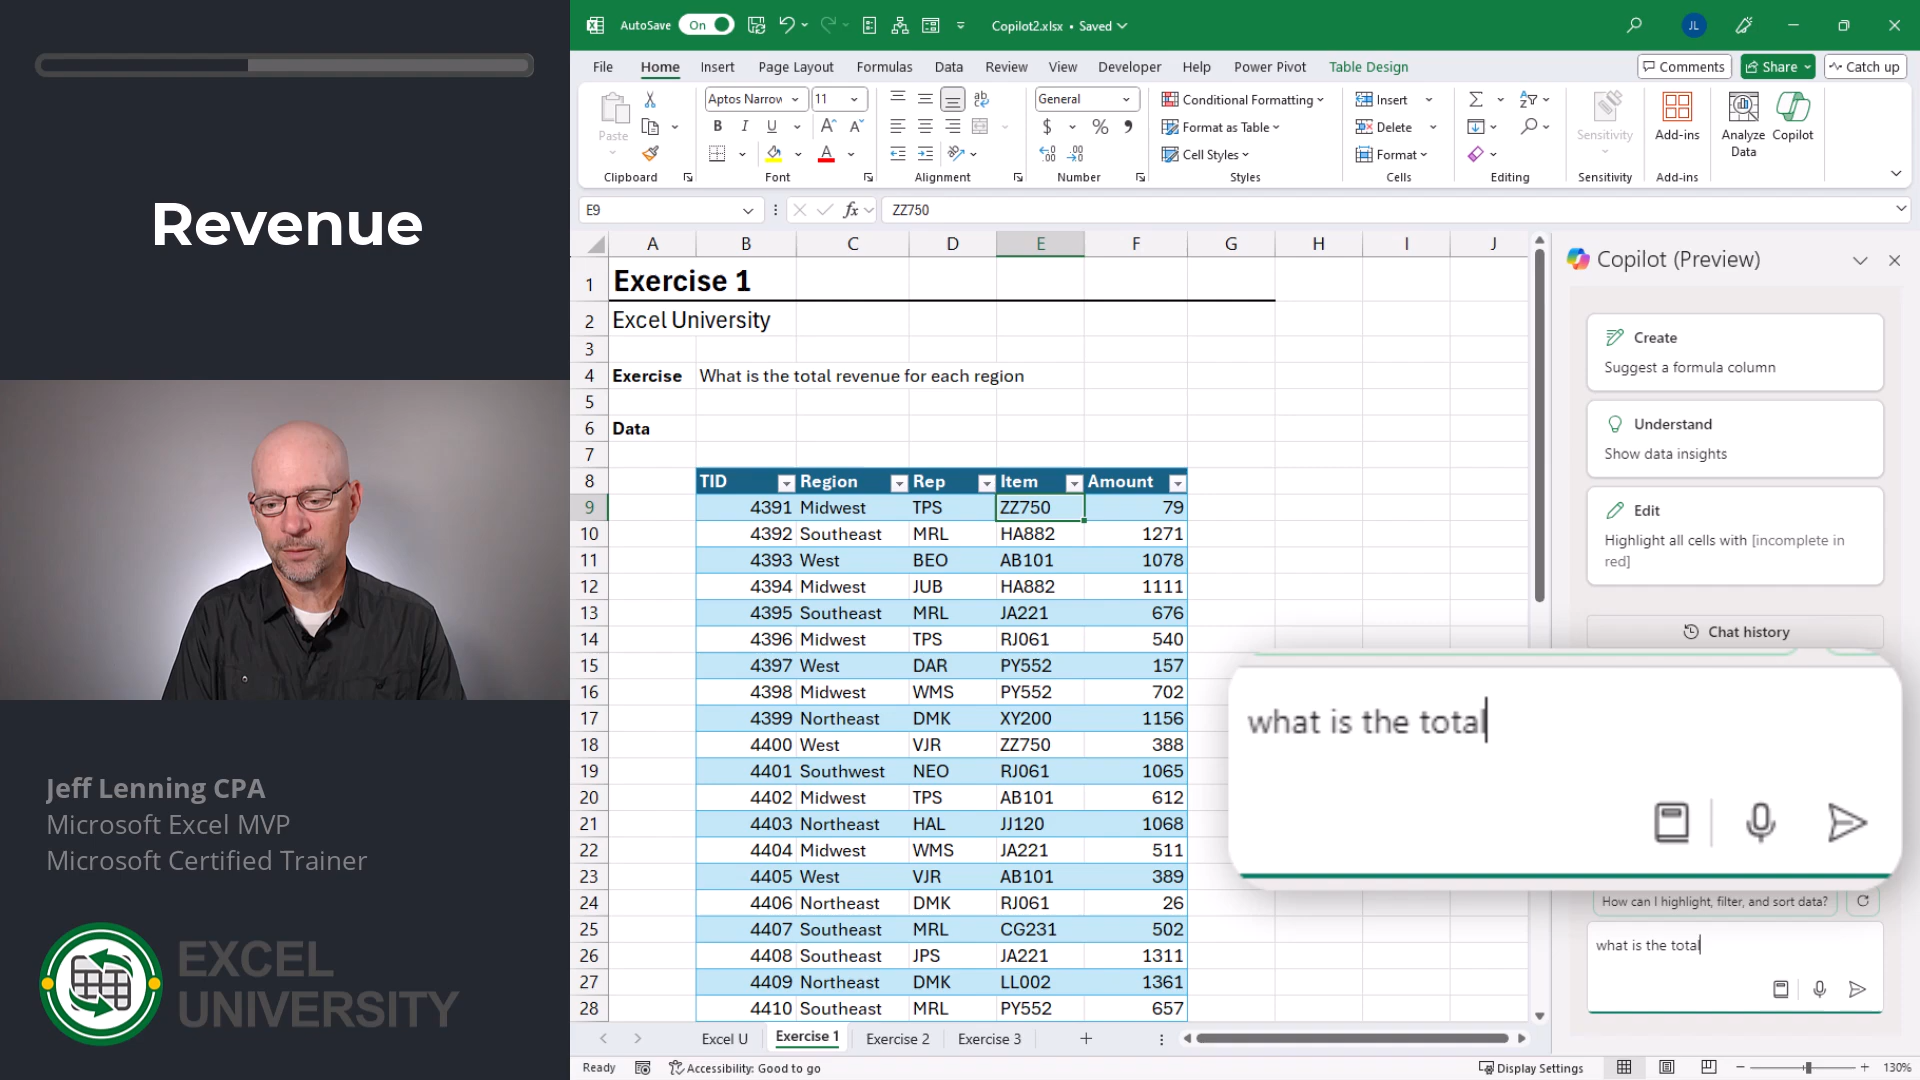 Revenue
Jeff Lenning CPA
Microsoft Excel MVP
Microsoft Certified Trainer
EXCEL
UNIVERSITY
AutoSave On Copilot2.xlsx • Saved JL
File Home Insert Page Layout Formulas Data Review View Developer Help Power Pivot Table Design Comments Share Catch up
Paste
Clipboard
Aptos Narrow 11
B I U A A A
Font
ab
Alignment
General
$ % ,
Number
Conditional Formatting
Format as Table
Cell Styles
Styles
Insert
Delete
Format
Cells
Editing
Sensitivity
Sensitivity
Add-ins
Add-ins
Analyze
Data
Copilot
E9 fx ZZ750
A B C D E F G H I J
1 Exercise 1
2 Excel University
3
4 Exercise What is the total revenue for each region
5
6 Data
7
8 TID Region Rep Item Amount
9 4391 Midwest TPS ZZ750 79
10 4392 Southeast MRL HA882 1271
11 4393 West BEO AB101 1078
12 4394 Midwest JUB HA882 1111
13 4395 Southeast MRL JA221 676
14 4396 Midwest TPS RJ061 540
15 4397 West DAR PY552 157
16 4398 Midwest WMS PY552 702
17 4399 Northeast DMK XY200 1156
18 4400 West VJR ZZ750 388
19 4401 Southwest NEO RJ061 1065
20 4402 Midwest TPS AB101 612
21 4403 Northeast HAL JJ120 1068
22 4404 Midwest WMS JA221 511
23 4405 West VJR AB101 389
24 4406 Northeast DMK RJ061 26
25 4407 Southeast MRL CG231 502
26 4408 Southeast JPS JA221 1311
27 4409 Northeast DMK LL002 1361
28 4410 Southeast MRL PY552 657
Excel U Exercise 1 Exercise 2 Exercise 3
Ready Accessibility: Good to go Display Settings 130%
Copilot (Preview)
Create
Suggest a formula column
Understand
Show data insights
Edit
Highlight all cells with [incomplete in
red]
Chat history
what is the total
How can I highlight, filter, and sort data?
what is the total